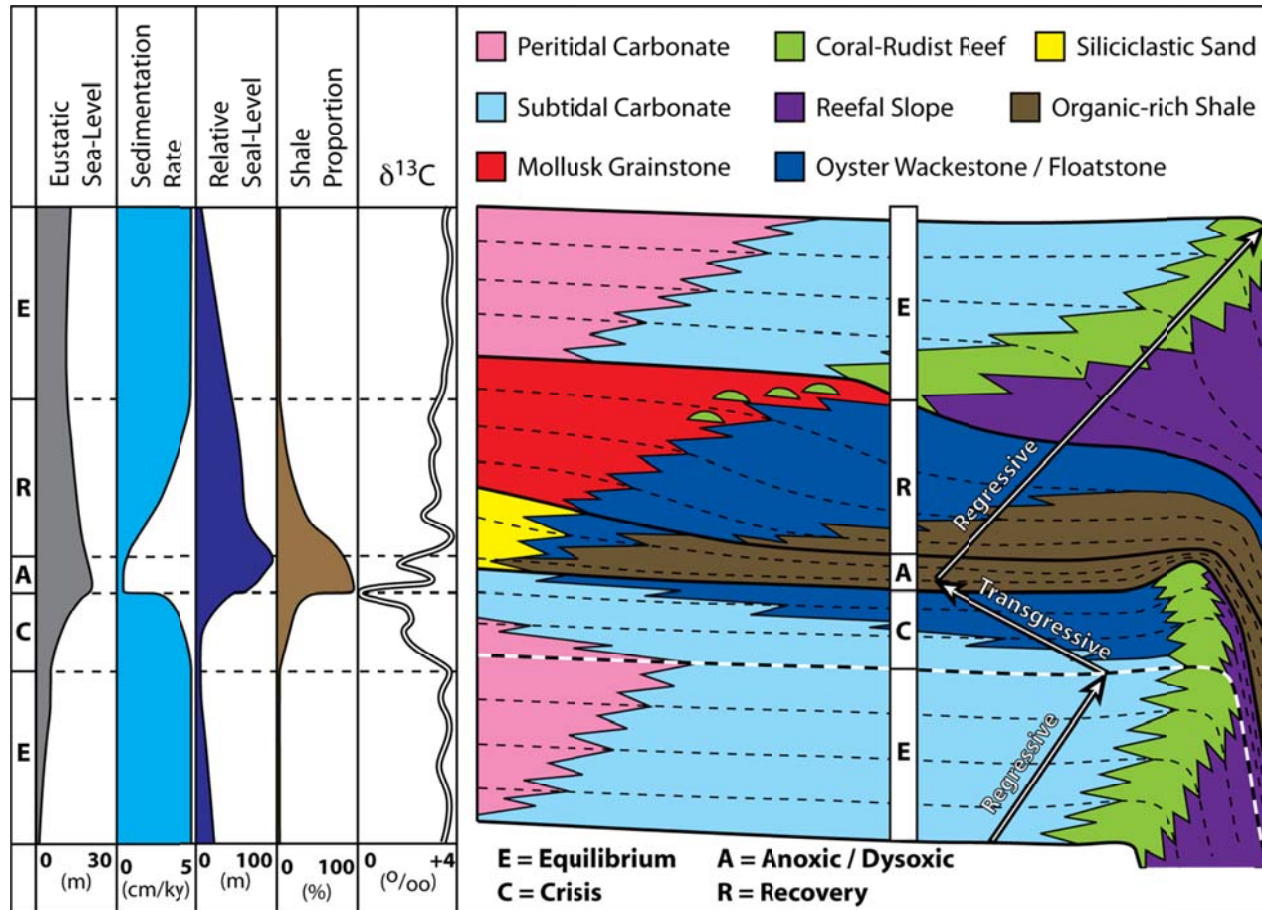 Eustatic
Sea-Level
Sedimentation
Rate
Relative
Seal-Level
Shale
Proportion
δ13C
Peritidal Carbonate
Coral-Rudist Reef
Siliciclastic Sand
Subtidal Carbonate
Reefal Slope
Organic-rich Shale
Mollusk Grainstone
Oyster Wackestone / Floatstone
E
R
A
C
E
E
R
A
C
E
Regressive
Transgressive
Regressive
0 30
(m)
0 5
(cm/ky)
0 100
(m)
0 100
(%)
0 +4
(O/oo)
E = Equilibrium A = Anoxic / Dysoxic
C = Crisis R = Recovery